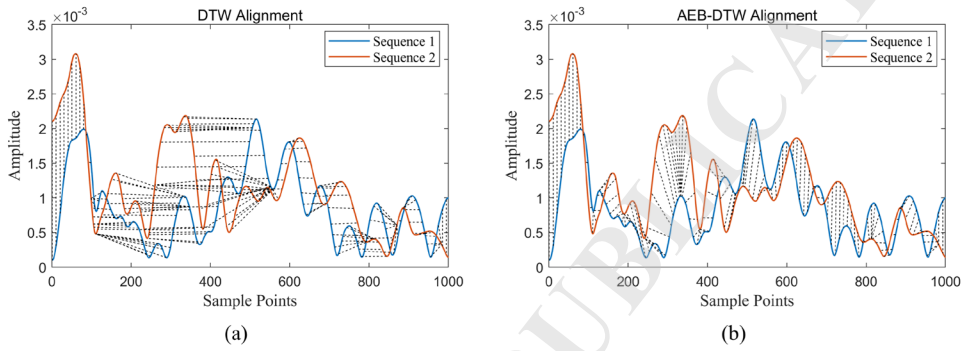 DTW Alignment
×10⁻³
3.5
3
2.5
2
1.5
1
0.5
0
Amplitude
Sequence 1
Sequence 2
0 200 400 600 800 1000
Sample Points
(a)
AEB-DTW Alignment
×10⁻³
3.5
3
2.5
2
1.5
1
0.5
0
Amplitude
Sequence 1
Sequence 2
0 200 400 600 800 1000
Sample Points
(b)